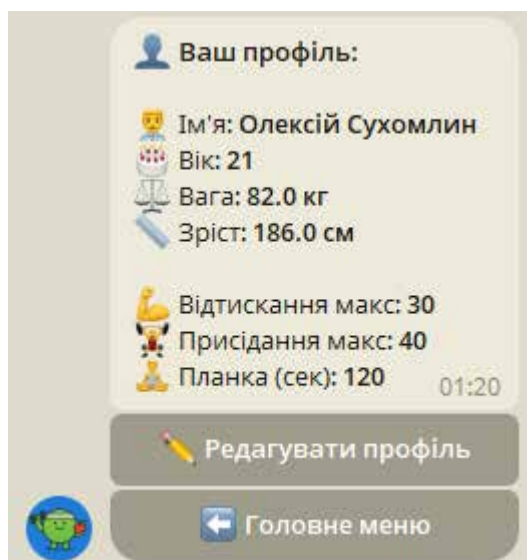 👤 Ваш профіль:
👨‍💼 Ім'я: Олексій Сухомлин
🎂 Вік: 21
⚖️ Вага: 82.0 кг
📏 Зріст: 186.0 см
💪 Відтискання макс: 30
🏋️ Присідання макс: 40
🧘 Планка (сек): 120
01:20
✏️ Редагувати профіль
⬅️ Головне меню